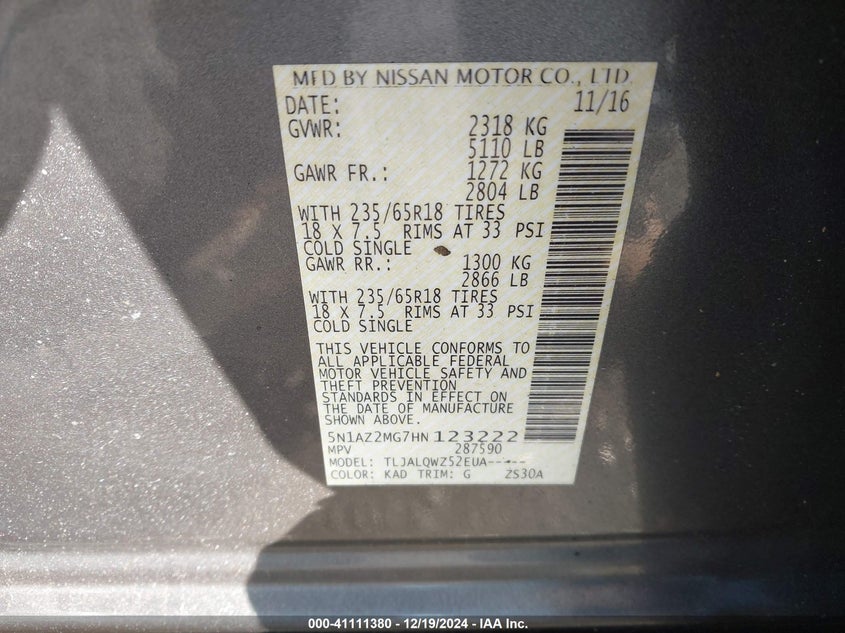 MFD BY NISSAN MOTOR CO., LTD.
DATE: 11/16
GVWR: 2318 KG
5110 LB
GAWR FR.: 1272 KG
2804 LB
WITH 235/65R18 TIRES
18 X 7.5 RIMS AT 33 PSI
COLD SINGLE
GAWR RR.: 1300 KG
2866 LB
WITH 235/65R18 TIRES
18 X 7.5 RIMS AT 33 PSI
COLD SINGLE
THIS VEHICLE CONFORMS TO
ALL APPLICABLE FEDERAL
MOTOR VEHICLE SAFETY AND
THEFT PREVENTION
STANDARDS IN EFFECT ON
THE DATE OF MANUFACTURE
SHOWN ABOVE.
5N1AZ2MG7HN 123222
MPV 287590
MODEL: TLJALQWZ52EUA-----
COLOR: KAD TRIM: G ZS30A
000-41111380 - 12/19/2024 - IAA Inc.